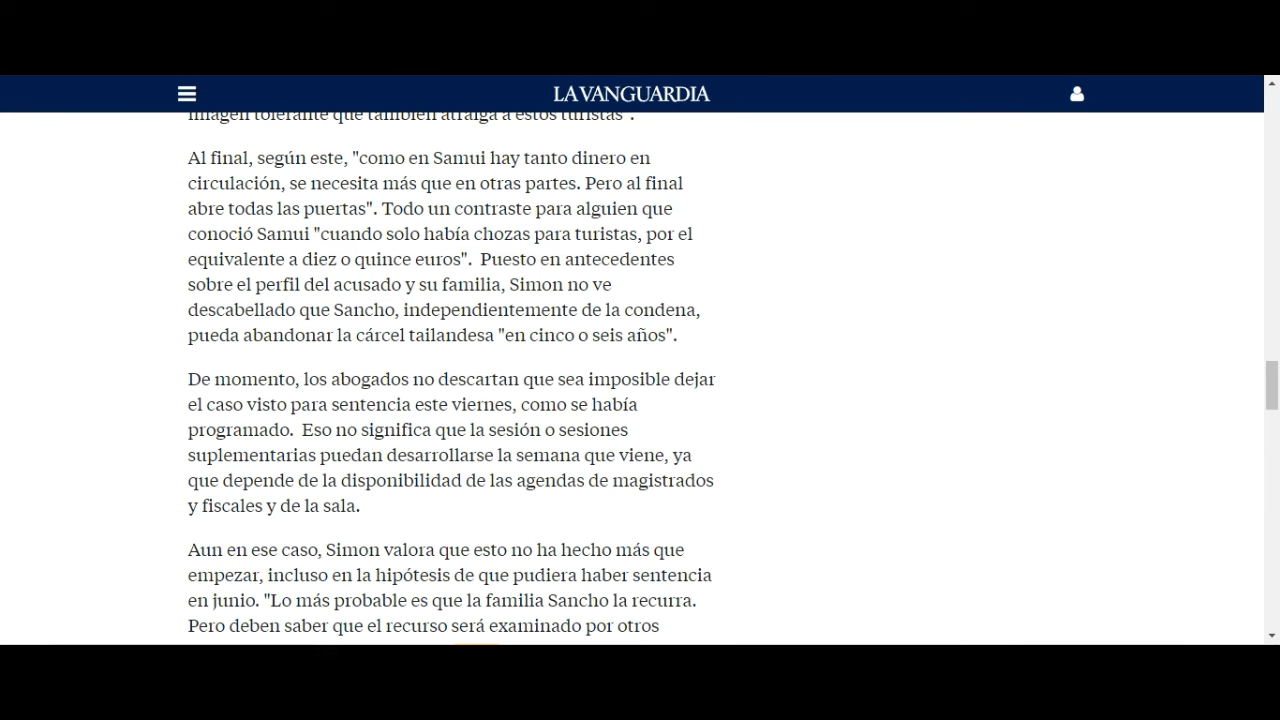 LA VANGUARDIA
imagen tolerante que también atraiga a estos turistas".
Al final, según este, "como en Samui hay tanto dinero en
circulación, se necesita más que en otras partes. Pero al final
abre todas las puertas". Todo un contraste para alguien que
conoció Samui "cuando solo había chozas para turistas, por el
equivalente a diez o quince euros".  Puesto en antecedentes
sobre el perfil del acusado y su familia, Simon no ve
descabellado que Sancho, independientemente de la condena,
pueda abandonar la cárcel tailandesa "en cinco o seis años".
De momento, los abogados no descartan que sea imposible dejar
el caso visto para sentencia este viernes, como se había
programado.  Eso no significa que la sesión o sesiones
suplementarias puedan desarrollarse la semana que viene, ya
que depende de la disponibilidad de las agendas de magistrados
y fiscales y de la sala.
Aun en ese caso, Simon valora que esto no ha hecho más que
empezar, incluso en la hipótesis de que pudiera haber sentencia
en junio. "Lo más probable es que la familia Sancho la recurra.
Pero deben saber que el recurso será examinado por otros